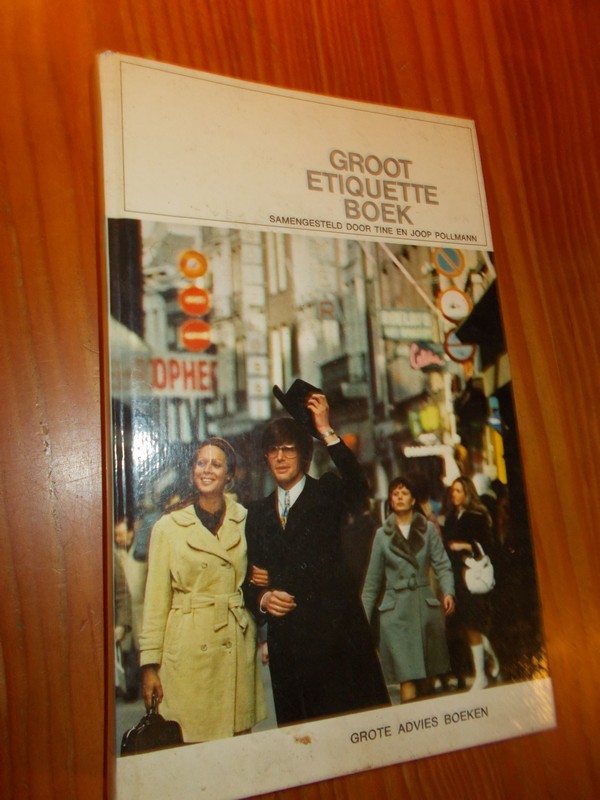 GROOT
ETIQUETTE
BOEK
SAMENGESTELD DOOR TINE EN JOOP POLLMANN
OPHER
GROTE ADVIES BOEKEN